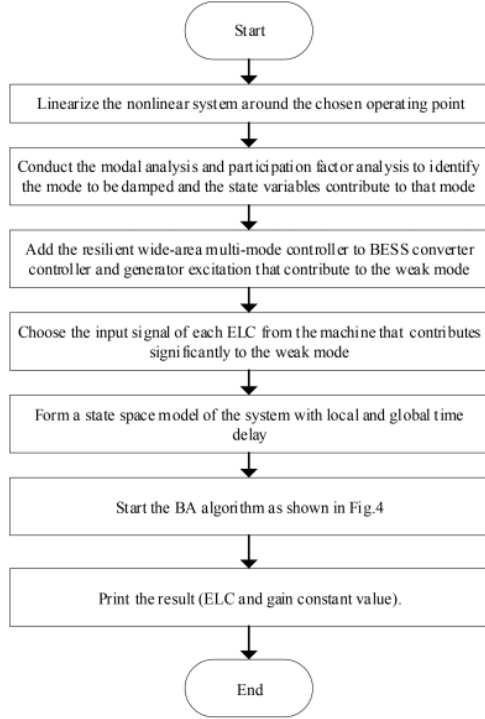 Start
Linearize the nonlinear system around the chosen operating point
Conduct the modal analysis and participation factor analysis to identify
the mode to be damped and the state variables contribute to that mode
Add the resilient wide-area multi-mode controller to BESS converter
controller and generator excitation that contribute to the weak mode
Choose the input signal of each ELC from the machine that contributes
significantly to the weak mode
Form a state space model of the system with local and global time
delay
Start the BA algorithm as shown in Fig.4
Print the result (ELC and gain constant value).
End